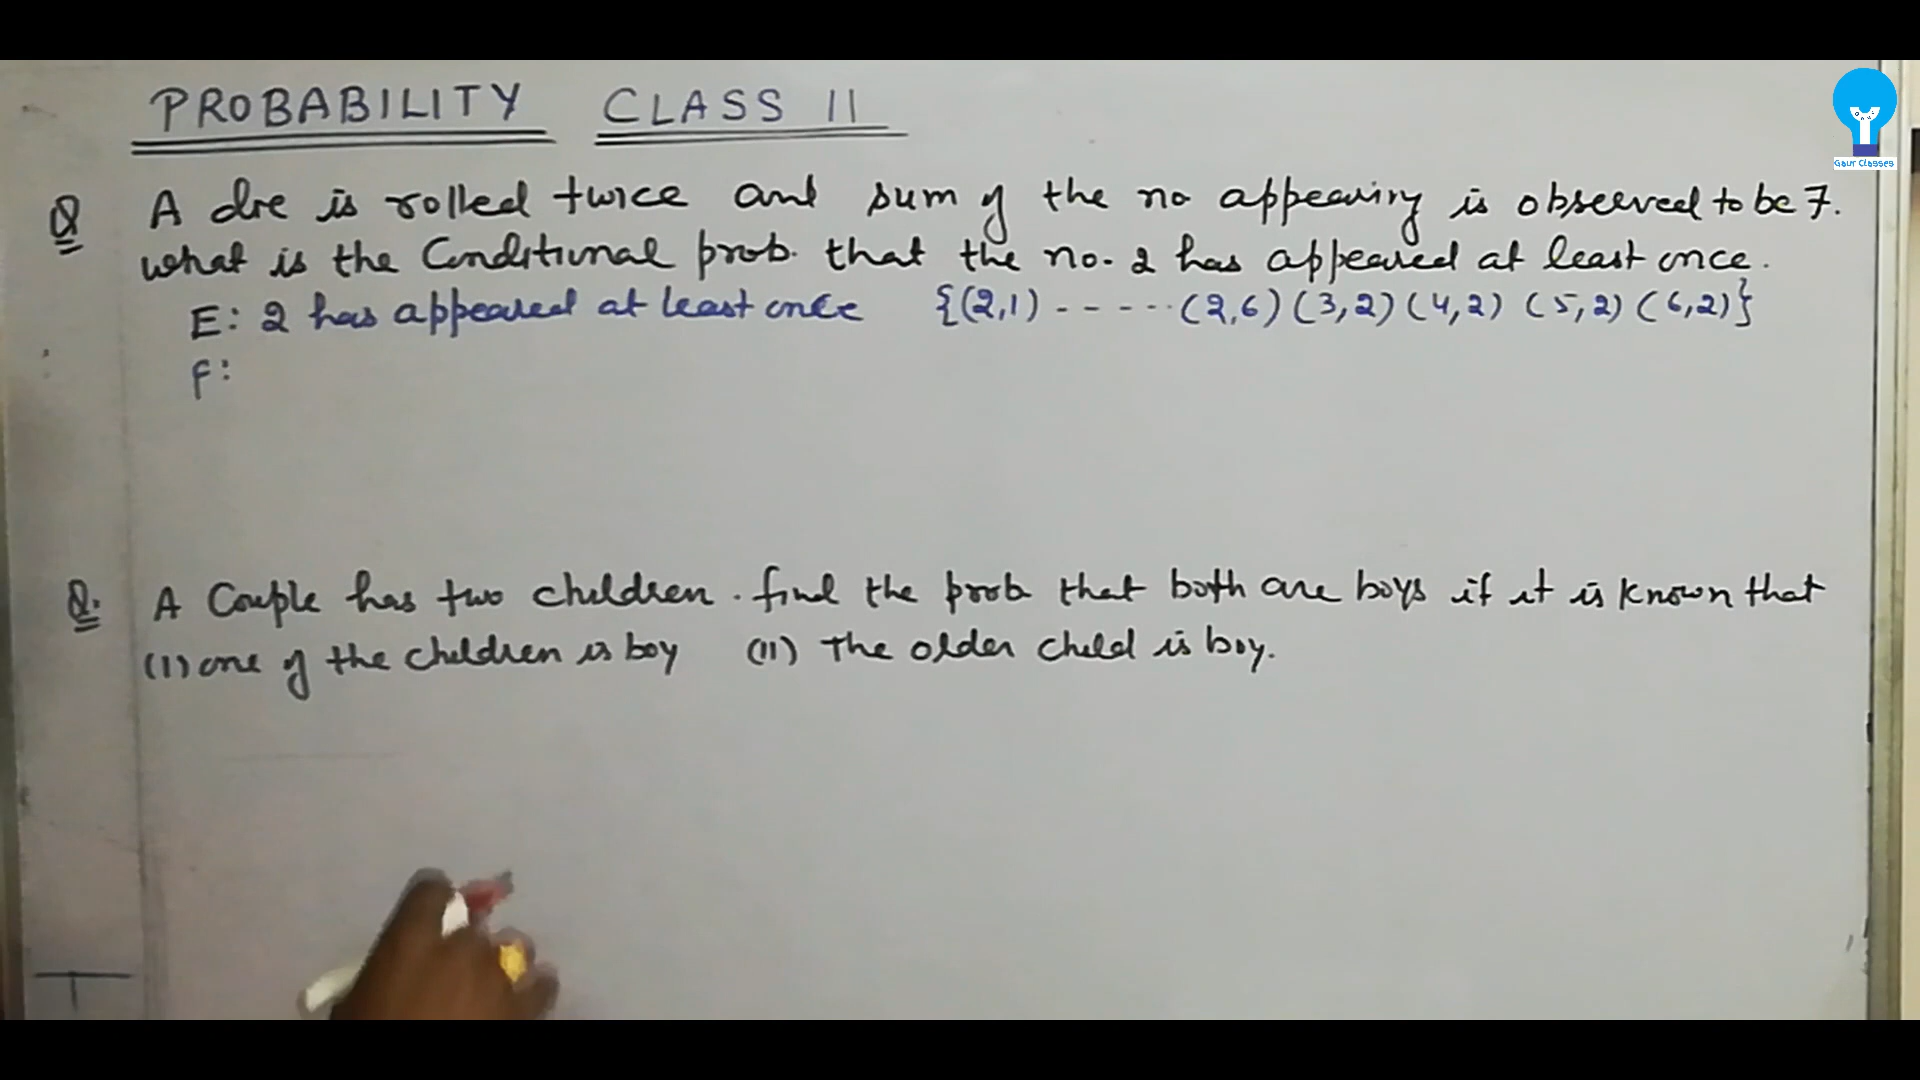 PROBABILITY CLASS 11
Gaur Classes
Q A die is rolled twice and sum of the no appearing is observed to be 7.
what is the Conditional prob. that the no. 2 has appeared at least once.
E: 2 has appeared at least once {(2,1) - - - - - (2,6) (3,2) (4,2) (5,2) (6,2)}
F:
Q. A Couple has two children. find the prob that both are boys if it is known that
(I) one of the children is boy (II) The older child is boy.